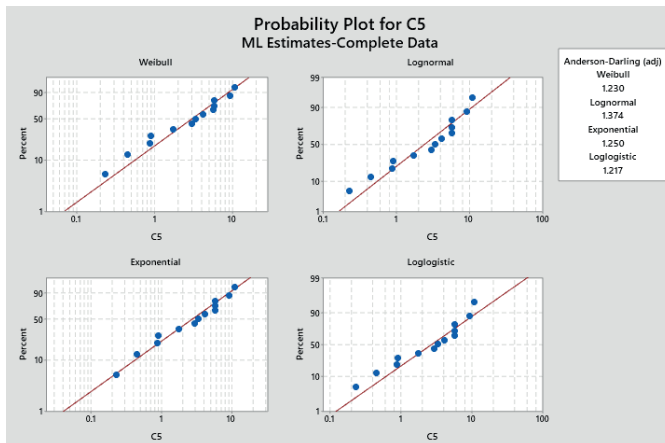 Probability Plot for C5
ML Estimates-Complete Data
Weibull
Percent
90
50
10
1
0.1
1
10
C5
Lognormal
99
90
50
10
1
0.1
1
10
100
C5
Anderson-Darling (adj)
Weibull
1.230
Lognormal
1.374
Exponential
1.250
Loglogistic
1.217
Exponential
Percent
90
50
10
1
0.1
1
10
C5
Loglogistic
Percent
99
90
50
10
1
0.1
1
10
100
C5
Percent